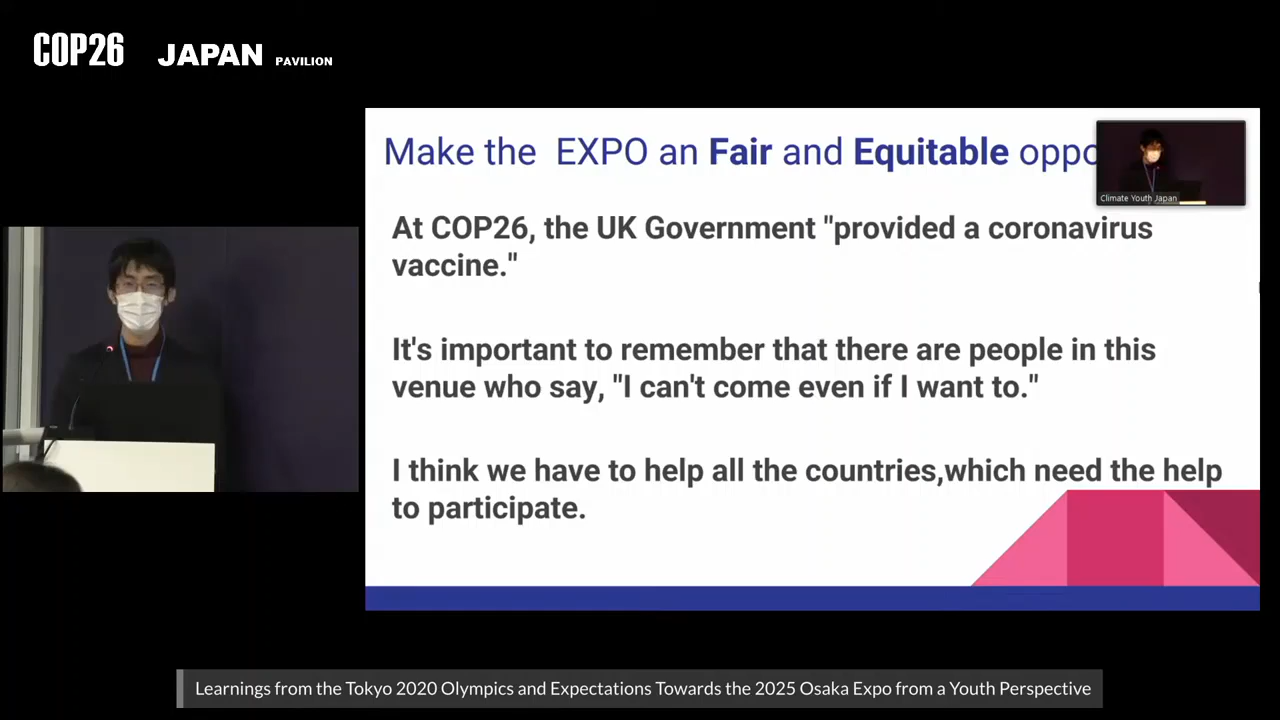 COP26 JAPAN PAVILION
Make the EXPO an Fair and Equitable oppo
Climate Youth Japan
At COP26, the UK Government "provided a coronavirus
vaccine."
It's important to remember that there are people in this
venue who say, "I can't come even if I want to."
I think we have to help all the countries,which need the help
to participate.
Learnings from the Tokyo 2020 Olympics and Expectations Towards the 2025 Osaka Expo from a Youth Perspective